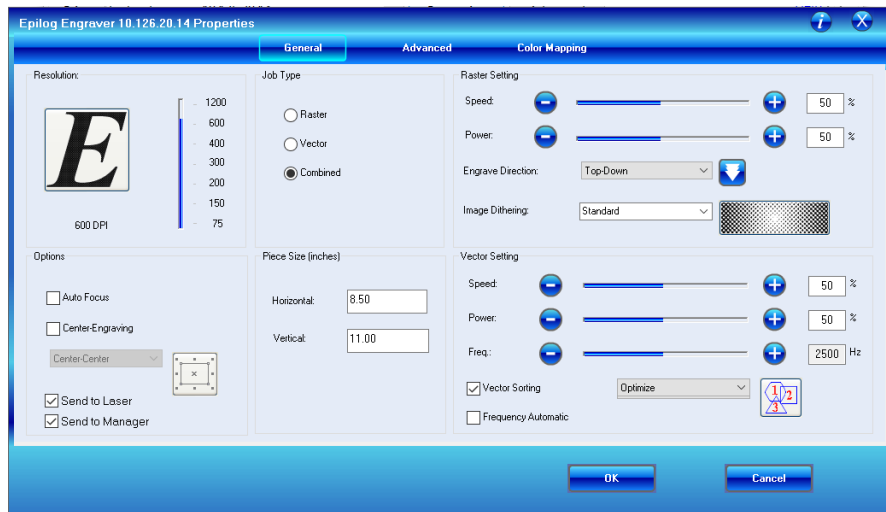 Epilog Engraver 10.126.20.14 Properties
i X
General Advanced Color Mapping
Resolution:
E
1200
600
400
300
200
150
75
600 DPI
Job Type
Raster
Vector
Combined
Raster Setting
Speed: 50 %
Power: 50 %
Engrave Direction: Top-Down
Image Dithering: Standard
Options
Auto Focus
Center-Engraving
Center-Center
Send to Laser
Send to Manager
Piece Size (inches)
Horizontal: 8.50
Vertical: 11.00
Vector Setting
Speed: 50 %
Power: 50 %
Freq.: 2500 Hz
Vector Sorting Optimize
1 2
3
Frequency Automatic
OK Cancel